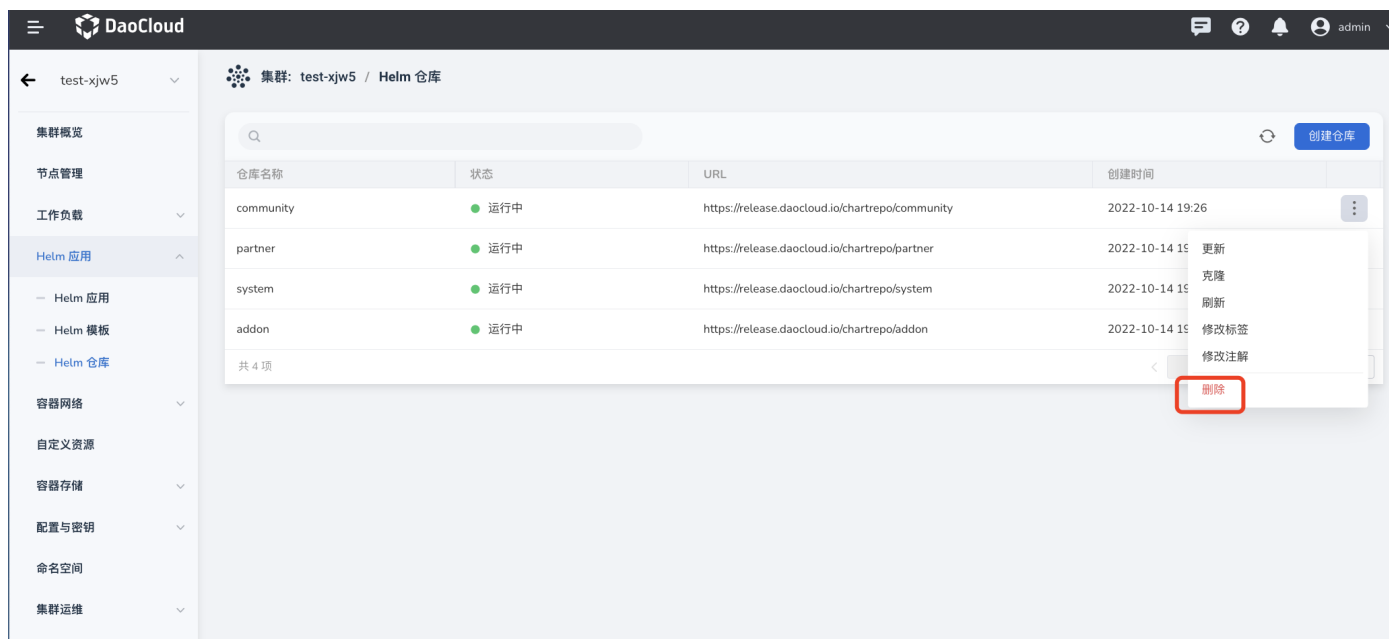 DaoCloud
admin
test-xjw5
集群: test-xjw5 / Helm 仓库
集群概览
节点管理
工作负载
Helm 应用
Helm 应用
Helm 模板
Helm 仓库
容器网络
自定义资源
容器存储
配置与密钥
命名空间
集群运维
创建仓库
仓库名称 状态 URL 创建时间
community 运行中 https://release.daocloud.io/chartrepo/community 2022-10-14 19:26
partner 运行中 https://release.daocloud.io/chartrepo/partner 2022-10-14 19
system 运行中 https://release.daocloud.io/chartrepo/system 2022-10-14 19
addon 运行中 https://release.daocloud.io/chartrepo/addon 2022-10-14 19
共 4 项
更新
克隆
刷新
修改标签
修改注解
删除